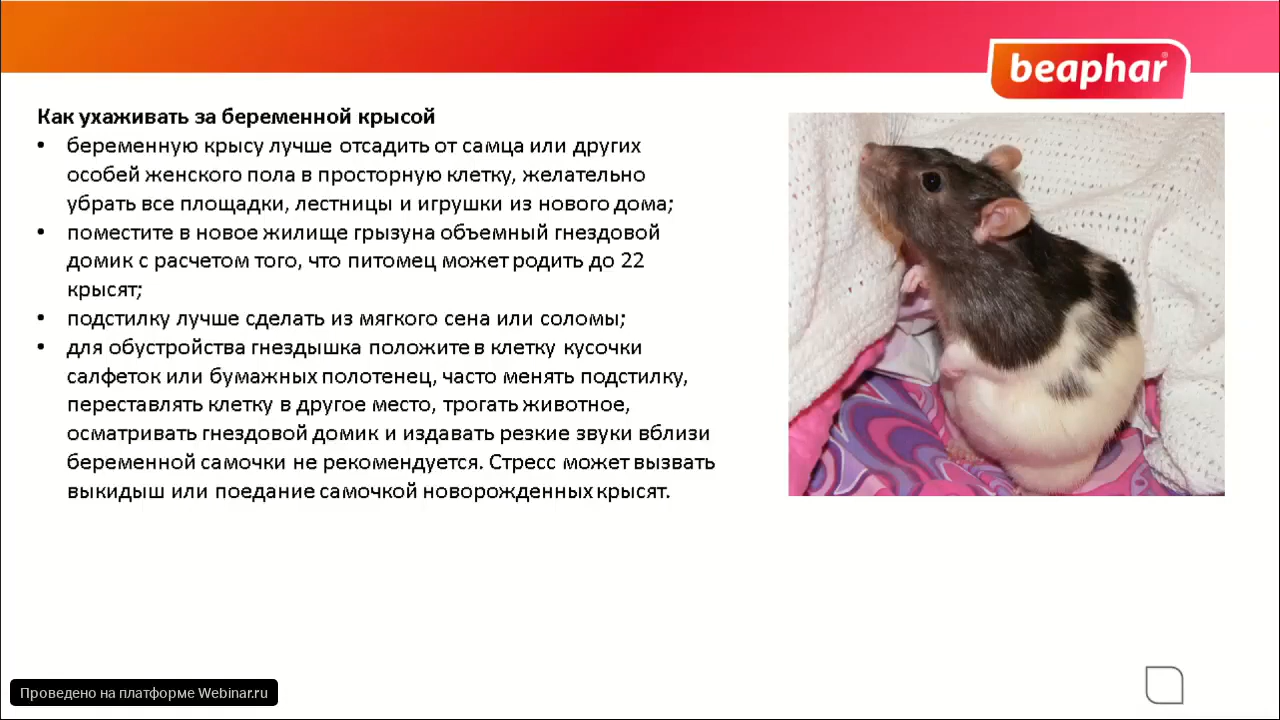 beaphar
Как ухаживать за беременной крысой
• беременную крысу лучше отсадить от самца или других
особей женского пола в просторную клетку, желательно
убрать все площадки, лестницы и игрушки из нового дома;
• поместите в новое жилище грызуна объемный гнездовой
домик с расчетом того, что питомец может родить до 22
крысят;
• подстилку лучше сделать из мягкого сена или соломы;
• для обустройства гнездышка положите в клетку кусочки
салфеток или бумажных полотенец, часто менять подстилку,
переставлять клетку в другое место, трогать животное,
осматривать гнездовой домик и издавать резкие звуки вблизи
беременной самочки не рекомендуется. Стресс может вызвать
выкидыш или поедание самочкой новорожденных крысят.
Проведено на платформе Webinar.ru